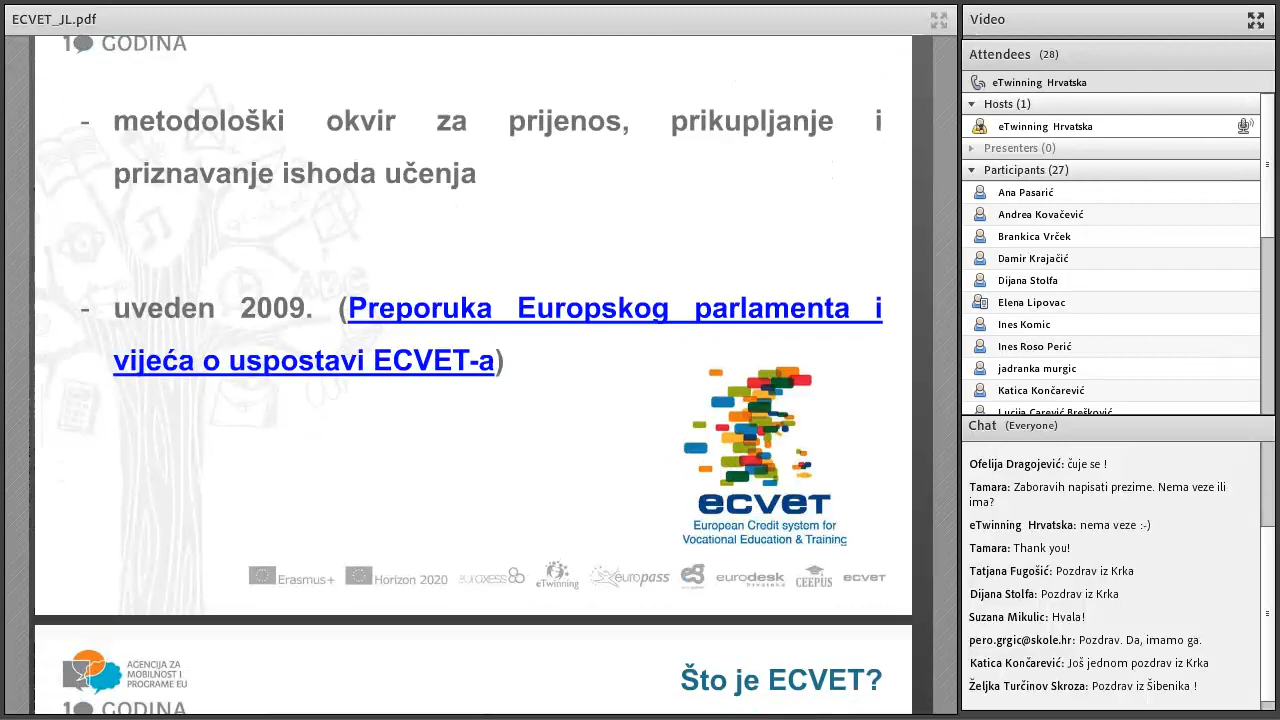 ECVET_JL.pdf
10 GODINA
- metodološki okvir za prijenos, prikupljanje i
priznavanje ishoda učenja
- uveden 2009. (Preporuka Europskog parlamenta i
vijeća o uspostavi ECVET-a)
ecvet
European Credit system for
Vocational Education & Training
Erasmus+ Horizon 2020 euraxess eTwinning europass eurodesk hrvatska CEEPUS ecvet
AGENCIJA ZA
MOBILNOST I
PROGRAME EU
10 GODINA
Što je ECVET?
Video
Attendees (28)
eTwinning Hrvatska
Hosts (1)
eTwinning Hrvatska
Presenters (0)
Participants (27)
Ana Pasarić
Andrea Kovačević
Brankica Vrček
Damir Krajačić
Dijana Stolfa
Elena Lipovac
Ines Komic
Ines Roso Perić
jadranka murgic
Katica Končarević
Lucija Carević Brešković
Chat (Everyone)
Ofelija Dragojević: čuje se !
Tamara: Zaboravih napisati prezime. Nema veze ili
ima?
eTwinning Hrvatska: nema veze :-)
Tamara: Thank you!
Tatjana Fugošić: Pozdrav iz Krka
Dijana Stolfa: Pozdrav iz Krka
Suzana Mikulic: Hvala!
pero.grgic@skole.hr: Pozdrav. Da, imamo ga.
Katica Končarević: Još jednom pozdrav iz Krka
Željka Turčinov Skroza: Pozdrav iz Šibenika !